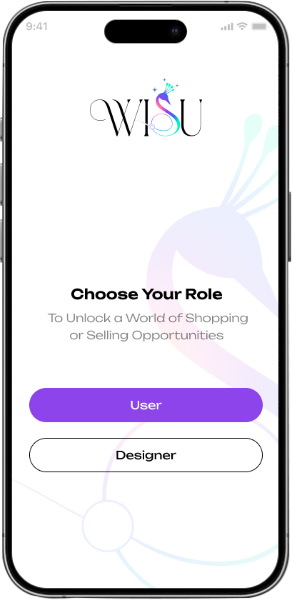 9:41
WISU
Choose Your Role
To Unlock a World of Shopping
or Selling Opportunities
User
Designer